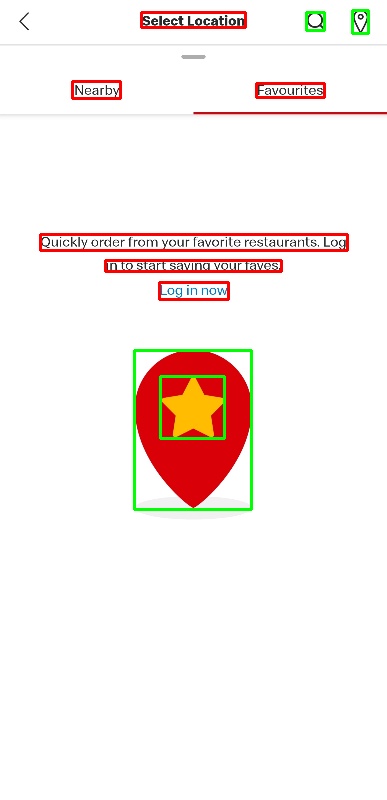 Select Location
Nearby
Favourites
Quickly order from your favorite restaurants. Log
in to start saving your faves.
Log in now